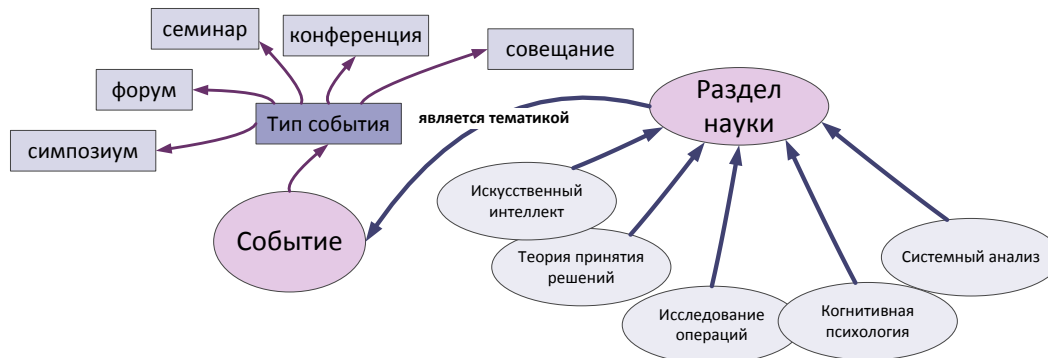 семинар
конференция
совещание
форум
Тип события
является тематикой
Раздел
науки
симпозиум
Искусственный
интеллект
Событие
Теория принятия
решений
Системный анализ
Исследование
операций
Когнитивная
психология